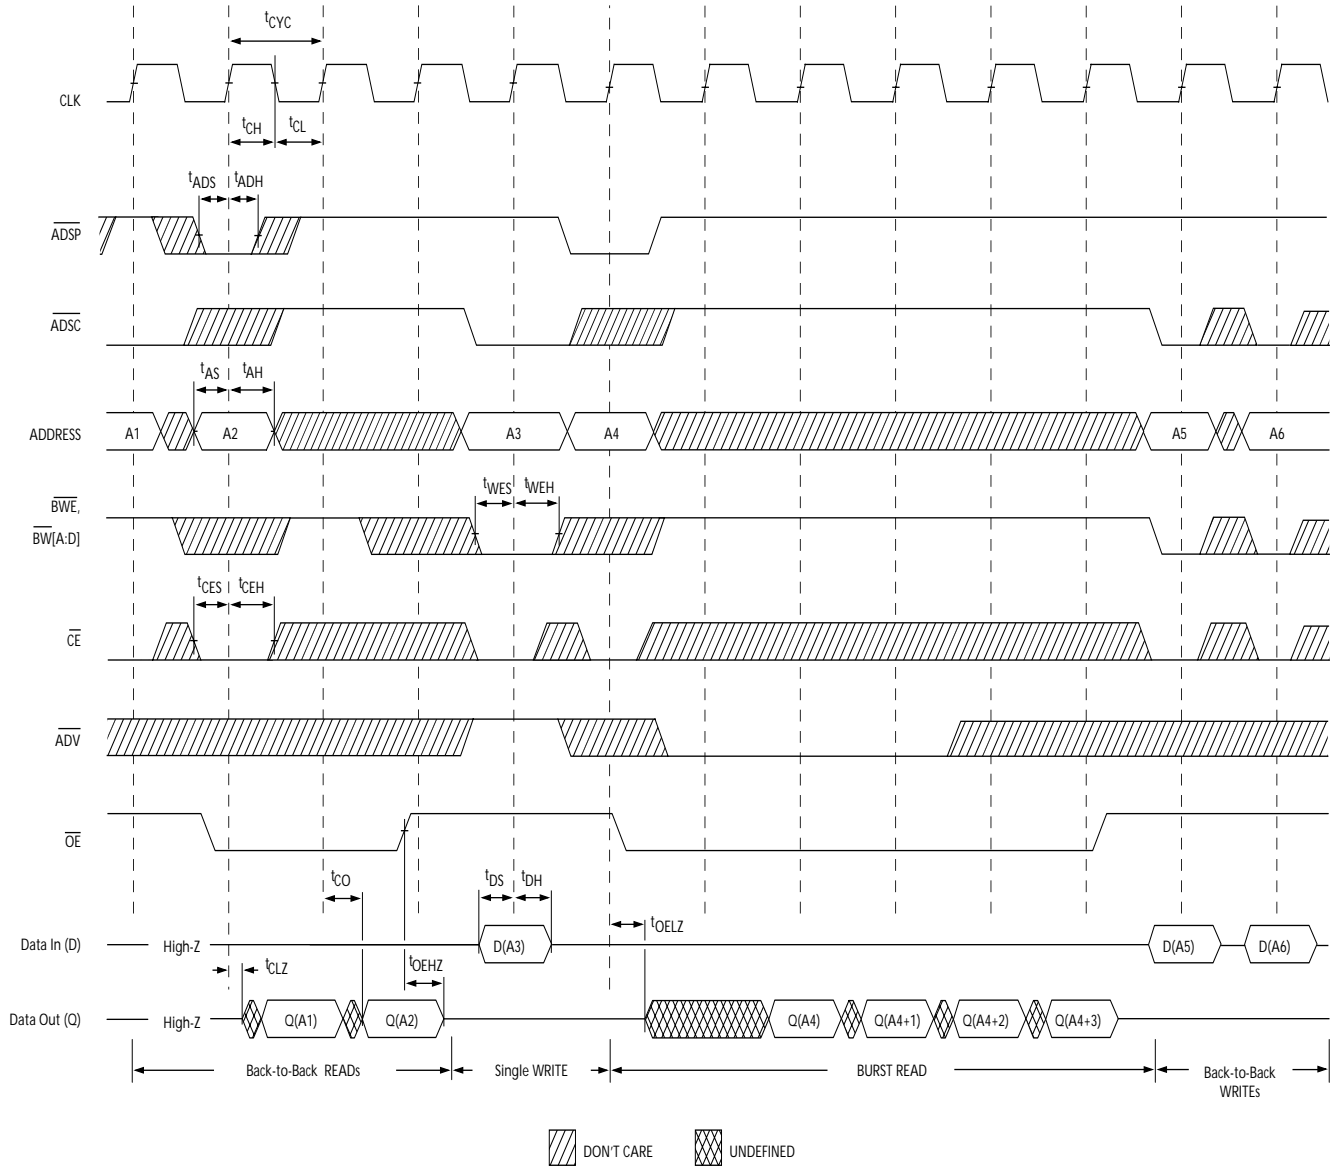 tCYC
CLK
tCH tCL
tADS tADH
ADSP
ADSC
tAS tAH
ADDRESS A1 A2 A3 A4 A5 A6
tWES tWEH
BWE,
BW[A:D]
tCES tCEH
CE
ADV
OE
tCO tDS tDH
tOELZ
Data In (D) High-Z D(A3) D(A5) D(A6)
tCLZ tOEHZ
Data Out (Q) High-Z Q(A1) Q(A2) Q(A4) Q(A4+1) Q(A4+2) Q(A4+3)
Back-to-Back READs Single WRITE BURST READ Back-to-Back
WRITEs
DON'T CARE UNDEFINED